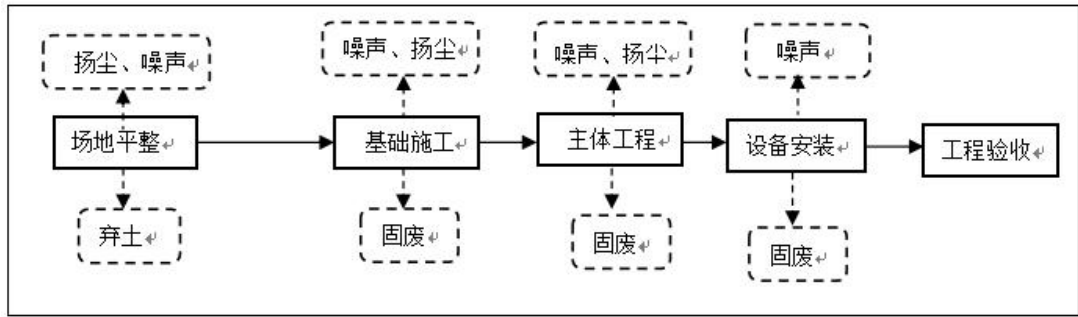 扬尘、噪声
噪声、扬尘
噪声、扬尘
噪声
场地平整
基础施工
主体工程
设备安装
工程验收
弃土
固废
固废
固废